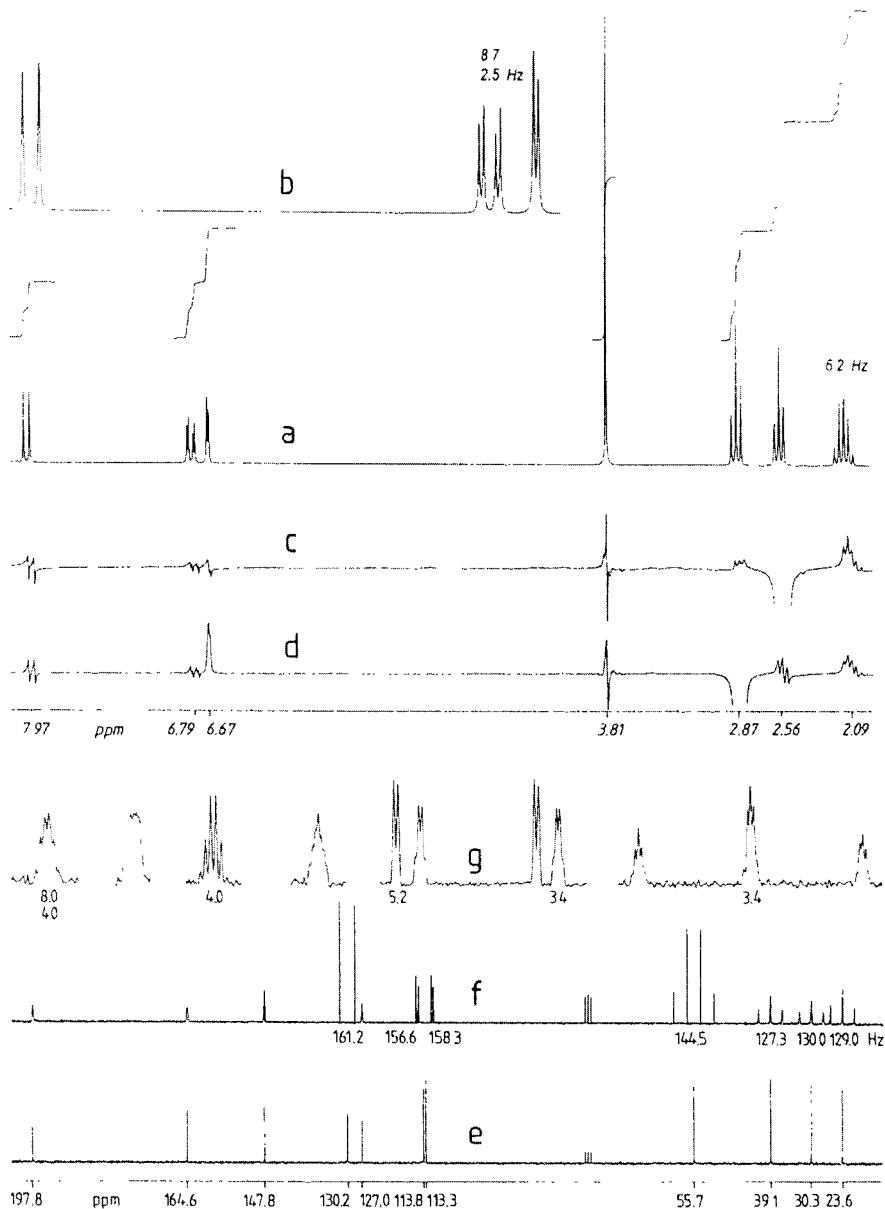 8.7
2.5 Hz
b
6.2 Hz
a
c
d
7.97 ppm 6.79 6.67 3.81 2.87 2.56 2.09
g
8.0 4.0 5.2 3.4 3.4
4.0
f
161.2 156.6 158.3 144.5 127.3 130.0 129.0 Hz
e
197.8 ppm 164.6 147.8 130.2 127.0 113.8 113.3 55.7 39.1 30.3 23.6